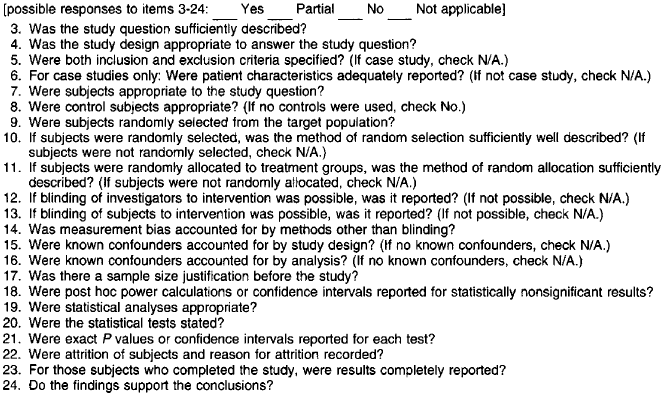 [possible responses to items 3-24: ___ Yes ___ Partial ___ No ___ Not applicable]
3. Was the study question sufficiently described?
4. Was the study design appropriate to answer the study question?
5. Were both inclusion and exclusion criteria specified? (If case study, check N/A.)
6. For case studies only: Were patient characteristics adequately reported? (If not case study, check N/A.)
7. Were subjects appropriate to the study question?
8. Were control subjects appropriate? (If no controls were used, check No.)
9. Were subjects randomly selected from the target population?
10. If subjects were randomly selected, was the method of random selection sufficiently well described? (If
subjects were not randomly selected, check N/A.)
11. If subjects were randomly allocated to treatment groups, was the method of random allocation sufficiently
described? (If subjects were not randomly allocated, check N/A.)
12. If blinding of investigators to intervention was possible, was it reported? (If not possible, check N/A.)
13. If blinding of subjects to intervention was possible, was it reported? (If not possible, check N/A.)
14. Was measurement bias accounted for by methods other than blinding?
15. Were known confounders accounted for by study design? (If no known confounders, check N/A.)
16. Were known confounders accounted for by analysis? (If no known confounders, check N/A.)
17. Was there a sample size justification before the study?
18. Were post hoc power calculations or confidence intervals reported for statistically nonsignificant results?
19. Were statistical analyses appropriate?
20. Were the statistical tests stated?
21. Were exact P values or confidence intervals reported for each test?
22. Were attrition of subjects and reason for attrition recorded?
23. For those subjects who completed the study, were results completely reported?
24. Do the findings support the conclusions?